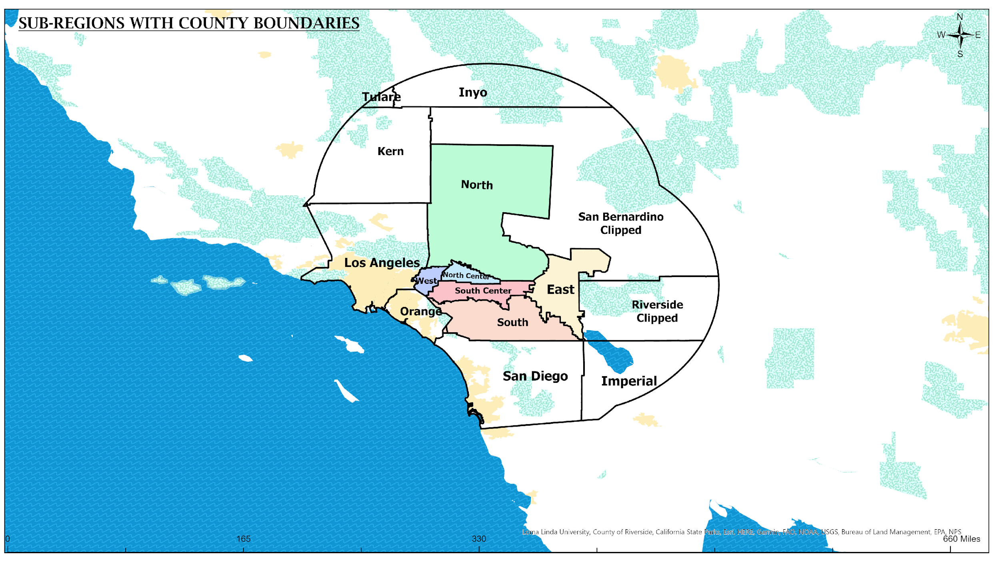 SUB-REGIONS WITH COUNTY BOUNDARIES
N
W E
S
Tulare
Inyo
Kern
North
San Bernardino
Clipped
Los Angeles
West
North Center
South Center
East
Orange
South
Riverside
Clipped
San Diego
Imperial
Loma Linda University, County of Riverside, California State Parks, Esri, HERE, Garmin, FAO, NOAA, USGS, Bureau of Land Management, EPA, NPS
0 165 330 660 Miles